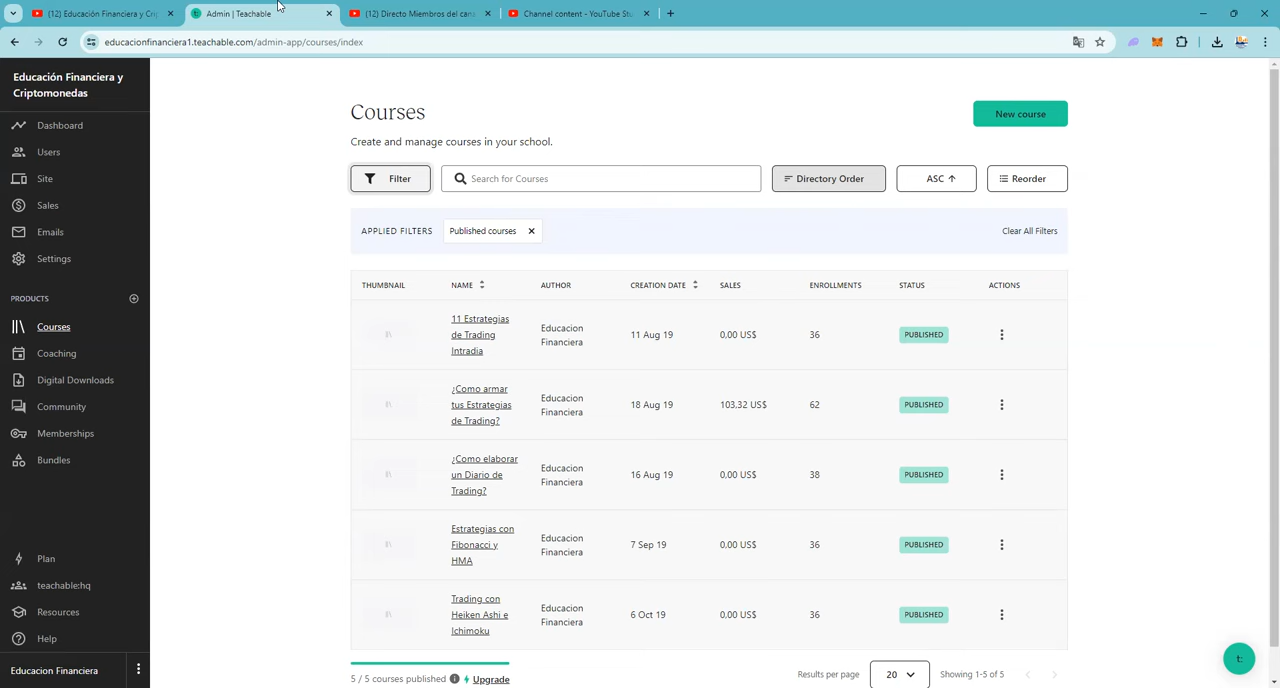 (12) Educación Financiera y Crip
Admin | Teachable
(12) Directo Miembros del cana
Channel content - YouTube Stu
educacionfinanciera1.teachable.com/admin-app/courses/index
Educación Financiera y
Criptomonedas
Dashboard
Users
Site
Sales
Emails
Settings
PRODUCTS
Courses
Coaching
Digital Downloads
Community
Memberships
Bundles
Plan
teachable:hq
Resources
Help
Educacion Financiera
Courses
New course
Create and manage courses in your school.
Filter
Search for Courses
Directory Order
ASC ↑
Reorder
APPLIED FILTERS
Published courses ×
Clear All Filters
THUMBNAIL NAME AUTHOR CREATION DATE SALES ENROLLMENTS STATUS ACTIONS
11 Estrategias
de Trading
Intradia
Educacion
Financiera
11 Aug 19
0,00 US$
36
PUBLISHED
¿Como armar
tus Estrategias
de Trading?
Educacion
Financiera
18 Aug 19
103,32 US$
62
PUBLISHED
¿Como elaborar
un Diario de
Trading?
Educacion
Financiera
16 Aug 19
0,00 US$
38
PUBLISHED
Estrategias con
Fibonacci y
HMA
Educacion
Financiera
7 Sep 19
0,00 US$
36
PUBLISHED
Trading con
Heiken Ashi e
Ichimoku
Educacion
Financiera
6 Oct 19
0,00 US$
36
PUBLISHED
5 / 5 courses published
Upgrade
Results per page
20
Showing 1-5 of 5
t: